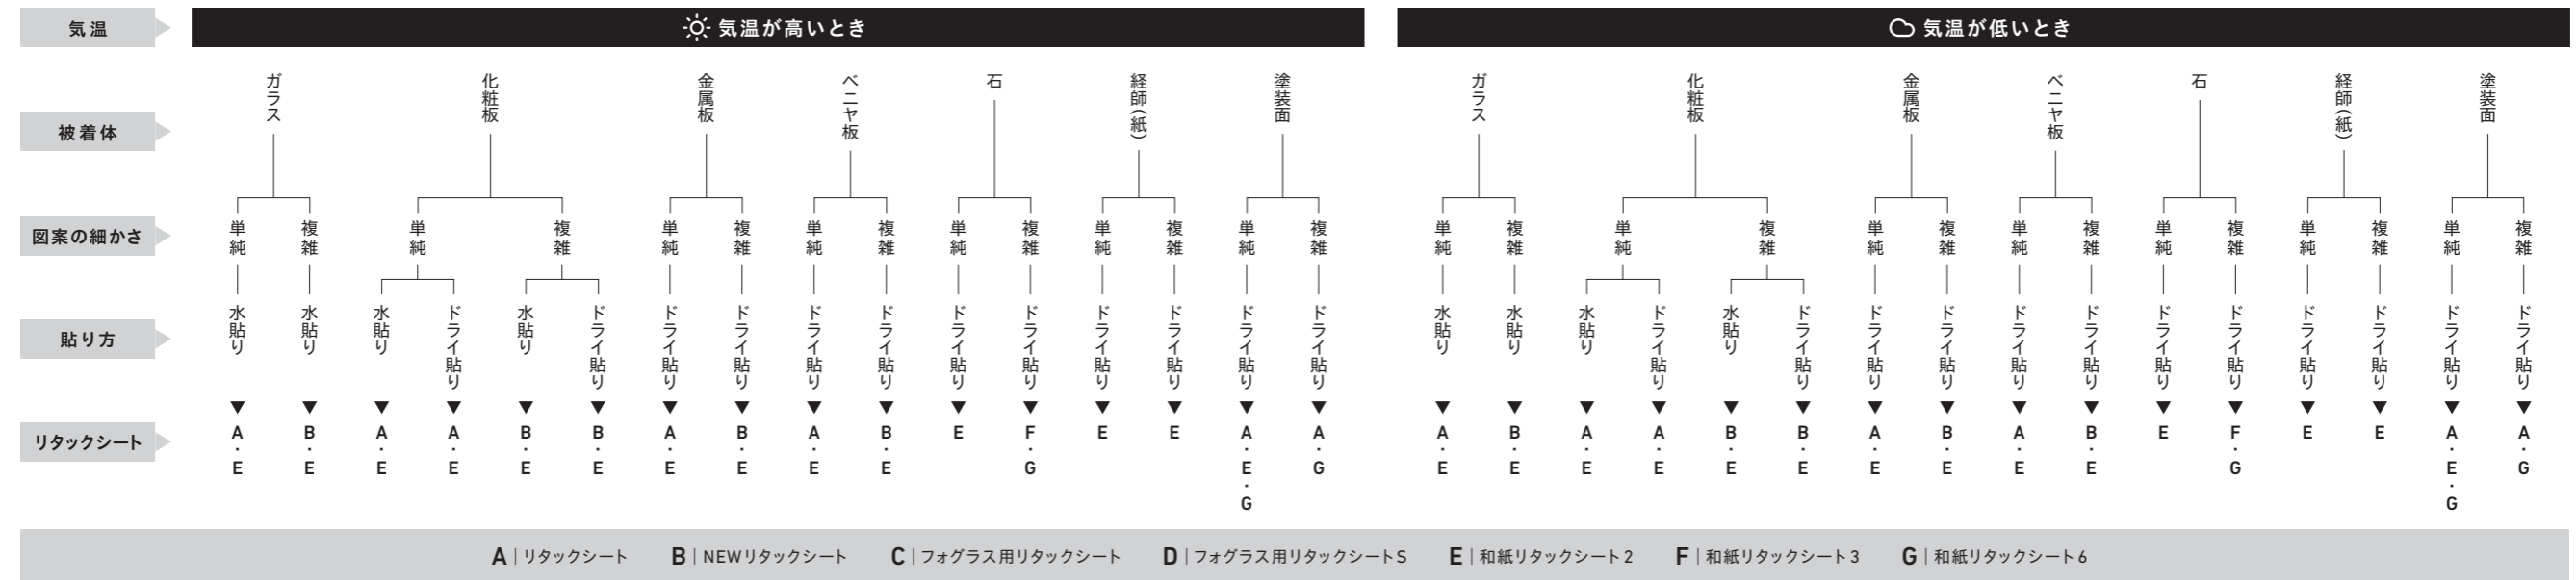 気温
気温が高いとき
気温が低いとき
被着体
ガラス
化粧板
金属板
ベニヤ板
石
経師(紙)
塗装面
ガラス
化粧板
金属板
ベニヤ板
石
経師(紙)
塗装面
図案の細かさ
単純
複雑
単純
複雑
単純
複雑
単純
複雑
単純
複雑
単純
複雑
単純
複雑
単純
複雑
単純
複雑
単純
複雑
単純
複雑
単純
複雑
単純
複雑
単純
複雑
貼り方
水貼り
水貼り
水貼り
ドライ貼り
水貼り
ドライ貼り
ドライ貼り
ドライ貼り
ドライ貼り
ドライ貼り
ドライ貼り
ドライ貼り
ドライ貼り
ドライ貼り
ドライ貼り
ドライ貼り
水貼り
水貼り
水貼り
ドライ貼り
水貼り
ドライ貼り
ドライ貼り
ドライ貼り
ドライ貼り
ドライ貼り
ドライ貼り
ドライ貼り
ドライ貼り
ドライ貼り
ドライ貼り
ドライ貼り
リタックシート
A・E
B・E
A・E
A・E
B・E
B・E
A・E
B・E
A・E
B・E
E
F・G
E
E
A・E・G
A・G
A・E
B・E
A・E
A・E
B・E
B・E
A・E
B・E
A・E
B・E
E
F・G
E
E
A・E・G
A・G
A|リタックシート B|NEWリタックシート C|フォグラス用リタックシート D|フォグラス用リタックシートS E|和紙リタックシート2 F|和紙リタックシート3 G|和紙リタックシート6